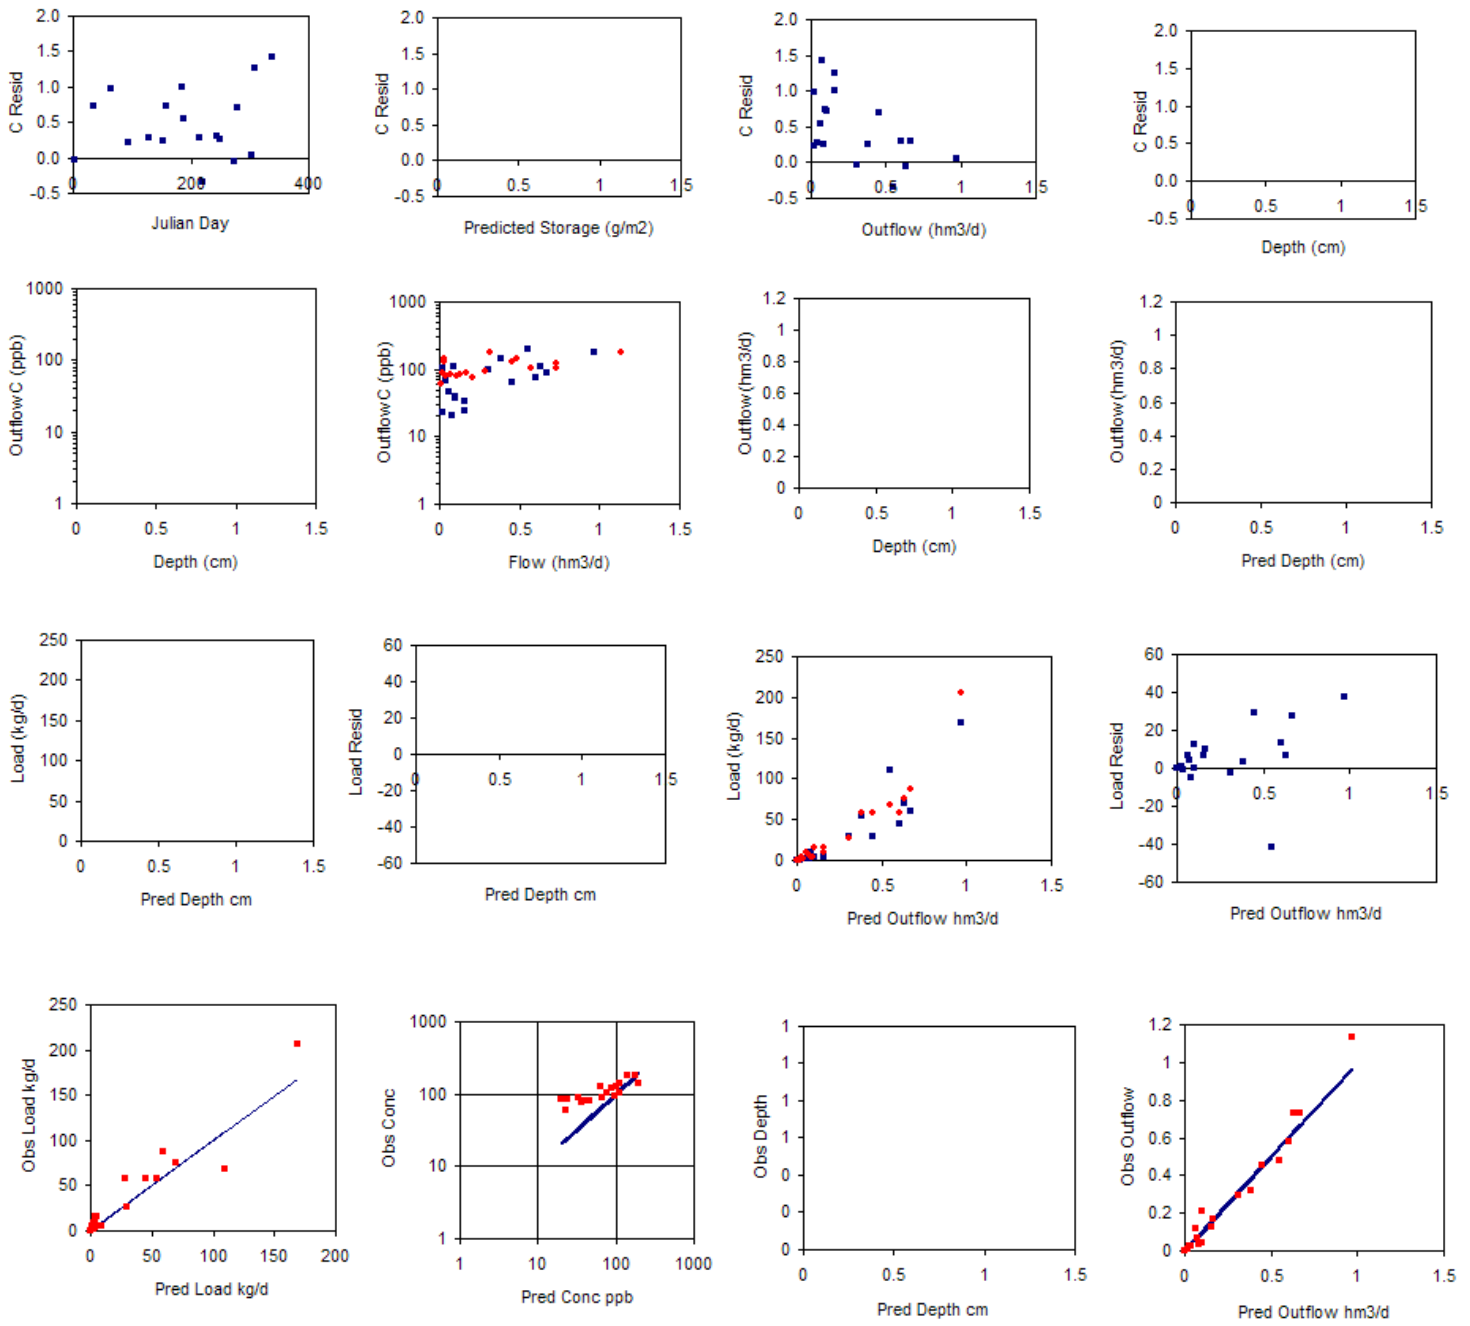 2.0
1.5
1.0
0.5
0.0
-0.5
C Resid
0 200 400
Julian Day
2.0
1.5
1.0
0.5
0.0
-0.5
C Resid
0 0.5 1 1.5
Predicted Storage (g/m2)
2.0
1.5
1.0
0.5
0.0
-0.5
C Resid
0 0.5 1 1.5
Outflow (hm3/d)
2.0
1.5
1.0
0.5
0.0
-0.5
C Resid
0 0.5 1 1.5
Depth (cm)
1000
100
10
1
Outflow C (ppb)
0 0.5 1 1.5
Depth (cm)
1000
100
10
1
Outflow C (ppb)
0 0.5 1 1.5
Flow (hm3/d)
1.2
1
0.8
0.6
0.4
0.2
0
Outflow (hm3/d)
0 0.5 1 1.5
Depth (cm)
1.2
1
0.8
0.6
0.4
0.2
0
Outflow (hm3/d)
0 0.5 1 1.5
Pred Depth (cm)
250
200
150
100
50
0
Load (kg/d)
0 0.5 1 1.5
Pred Depth cm
60
40
20
0
-20
-40
-60
Load Resid
0 0.5 1 1.5
Pred Depth cm
250
200
150
100
50
0
Load (kg/d)
0 0.5 1 1.5
Pred Outflow hm3/d
60
40
20
0
-20
-40
-60
Load Resid
0 0.5 1 1.5
Pred Outflow hm3/d
250
200
150
100
50
0
Obs Load kg/d
0 50 100 150 200
Pred Load kg/d
1000
100
10
1
Obs Conc
1 10 100 1000
Pred Conc ppb
1
1
1
1
0
0
0
Obs Depth
0 0.5 1 1.5
Pred Depth cm
1.2
1
0.8
0.6
0.4
0.2
0
Obs Outflow
0 0.5 1 1.5
Pred Outflow hm3/d